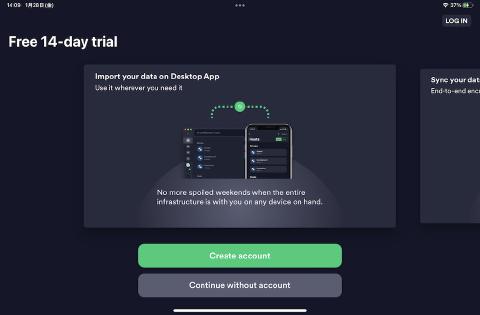 14:09 1月28日(金)
37%
LOG IN
Free 14-day trial
Import your data on Desktop App
Use it wherever you need it
No more spoiled weekends when the entire
infrastructure is with you on any device on hand.
Sync your dat
End-to-end enc
Create account
Continue without account